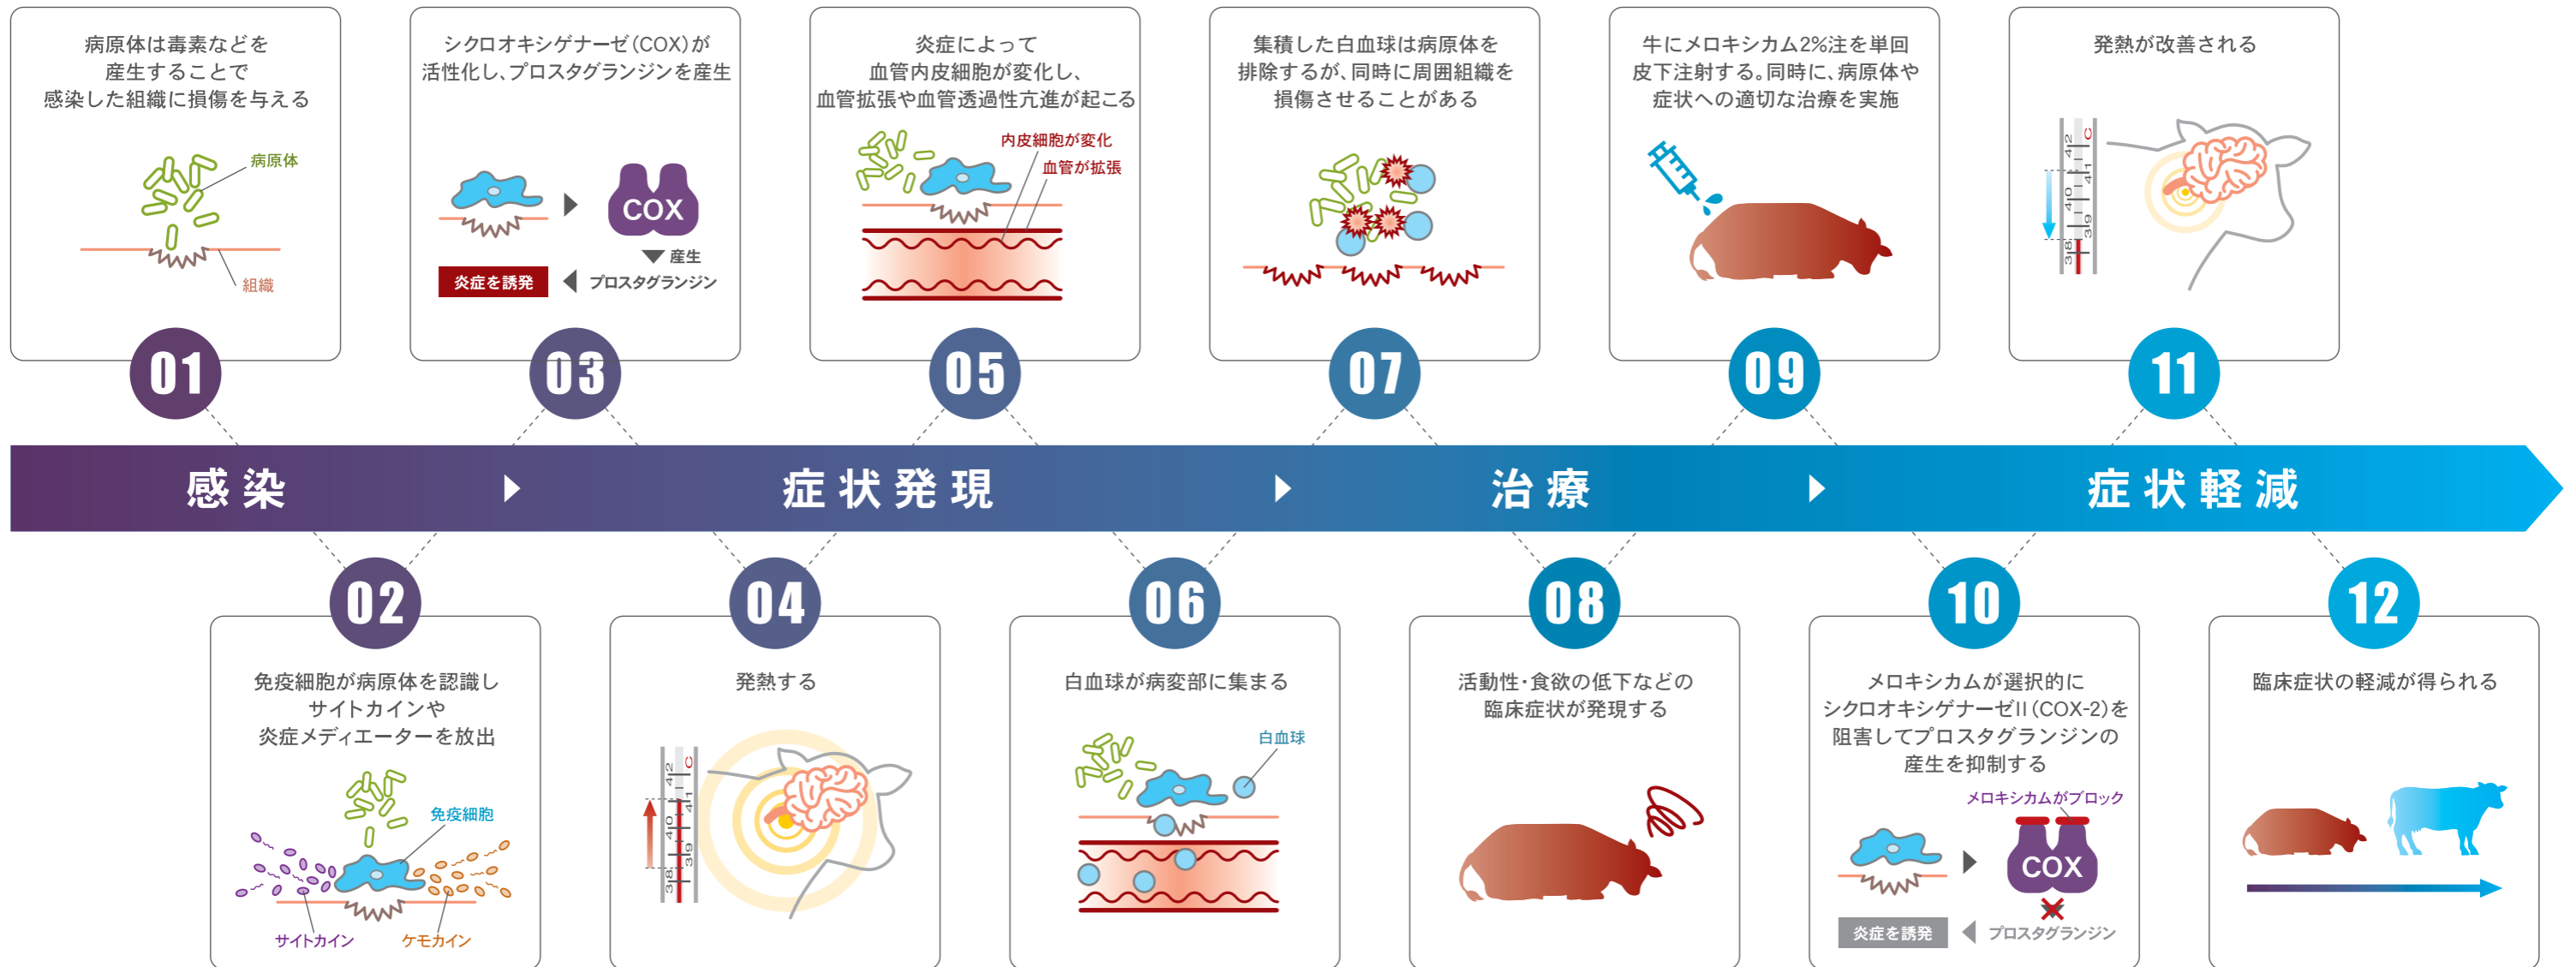 病原体は毒素などを
産生することで
感染した組織に損傷を与える
病原体
組織
01
シクロオキシゲナーゼ(COX)が
活性化し、プロスタグランジンを産生
COX
産生
プロスタグランジン
炎症を誘発
03
炎症によって
血管内皮細胞が変化し、
血管拡張や血管透過性亢進が起こる
内皮細胞が変化
血管が拡張
05
集積した白血球は病原体を
排除するが、同時に周囲組織を
損傷させることがある
07
牛にメロキシカム2%注を単回
皮下注射する。同時に、病原体や
症状への適切な治療を実施
09
発熱が改善される
C
42
41
40
39
38
11
感染
症状発現
治療
症状軽減
02
免疫細胞が病原体を認識し
サイトカインや
炎症メディエーターを放出
免疫細胞
サイトカイン
ケモカイン
04
発熱する
C
42
41
40
39
38
06
白血球が病変部に集まる
白血球
08
活動性・食欲の低下などの
臨床症状が発現する
10
メロキシカムが選択的に
シクロオキシゲナーゼII(COX-2)を
阻害してプロスタグランジンの
産生を抑制する
メロキシカムがブロック
COX
炎症を誘発
プロスタグランジン
12
臨床症状の軽減が得られる